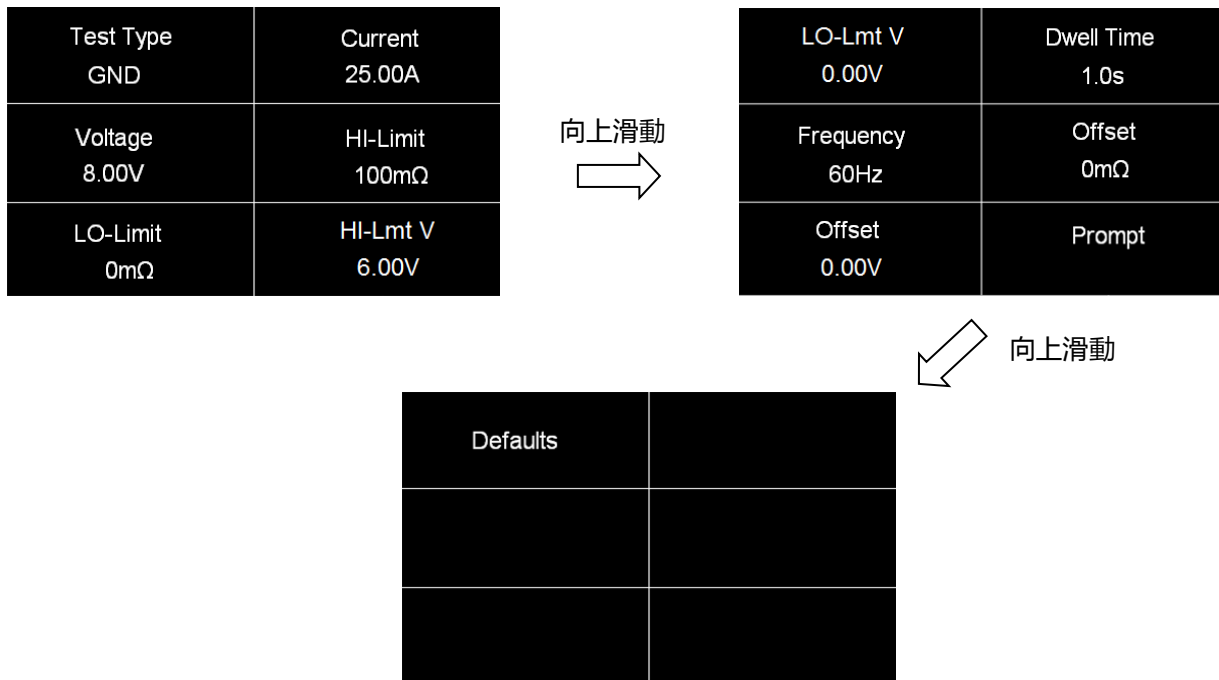 Test Type
GND
Current
25.00A
Voltage
8.00V
HI-Limit
100mΩ
LO-Limit
0mΩ
HI-Lmt V
6.00V
向上滑動
LO-Lmt V
0.00V
Dwell Time
1.0s
Frequency
60Hz
Offset
0mΩ
Offset
0.00V
Prompt
向上滑動
Defaults